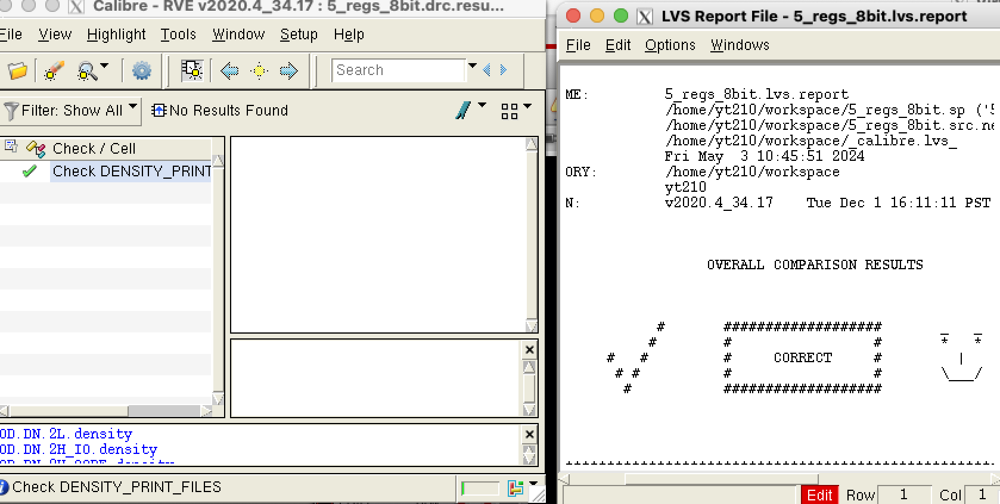 Calibre - RVE v2020.4_34.17 : 5_regs_8bit.drc.resu...
File View Highlight Tools Window Setup Help
Search
Filter: Show All No Results Found
Check / Cell
Check DENSITY_PRINT
OD.DN.2L.density
OD.DN.2H_IO.density
Check DENSITY_PRINT_FILES
LVS Report File - 5_regs_8bit.lvs.report
File Edit Options Windows
ME: 5_regs_8bit.lvs.report
/home/yt210/workspace/5_regs_8bit.sp ('5
/home/yt210/workspace/5_regs_8bit.src.ne
/home/yt210/workspace/_calibre.lvs_
Fri May 3 10:45:51 2024
ORY: /home/yt210/workspace
yt210
N: v2020.4_34.17 Tue Dec 1 16:11:11 PST
OVERALL COMPARISON RESULTS
# ################### _ _
# # # * *
# # # CORRECT # |
# # # # \___/
# ###################
Edit Row 1 Col 1